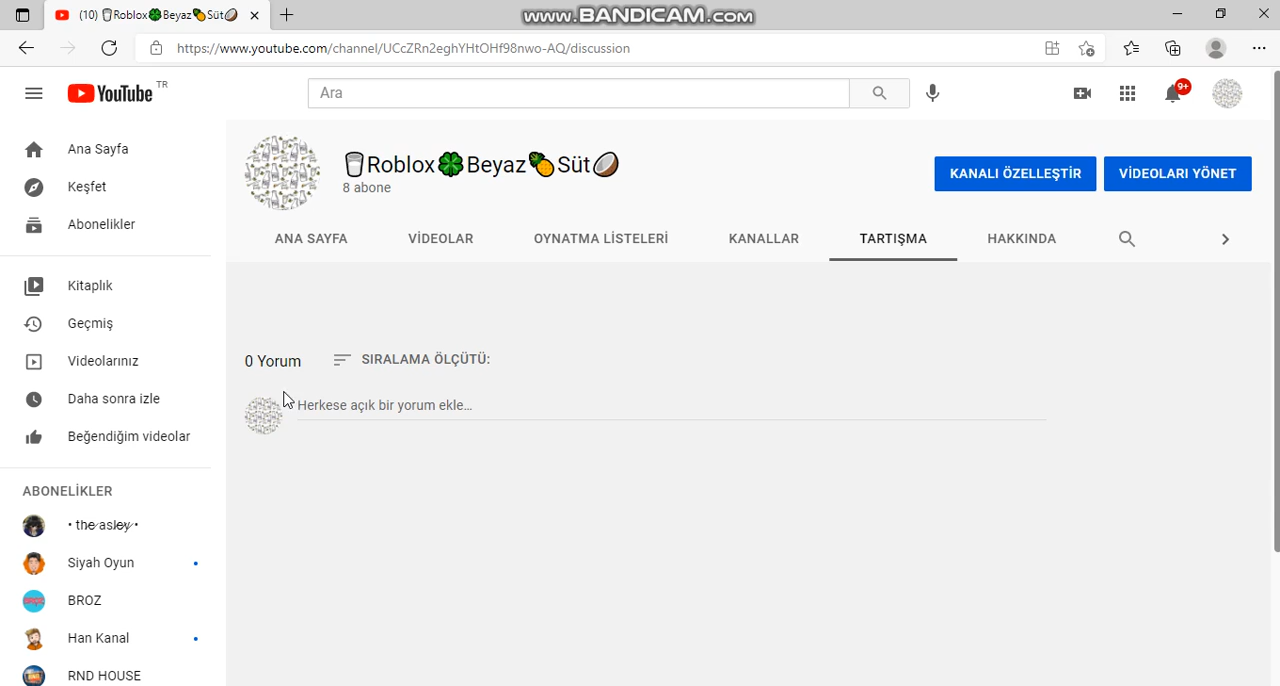 (10) 🥛Roblox🍀Beyaz🍍Süt🥥
www.BANDICAM.com
https://www.youtube.com/channel/UCcZRn2eghYHtOHf98nwo-AQ/discussion
YouTube TR
Ara
9+
Ana Sayfa
Keşfet
Abonelikler
Kitaplık
Geçmiş
Videolarınız
Daha sonra izle
Beğendiğim videolar
ABONELİKLER
• the asley •
Siyah Oyun
BROZ
Han Kanal
RND HOUSE
🥛Roblox🍀Beyaz🍍Süt🥥
8 abone
KANALI ÖZELLEŞTİR
VİDEOLARI YÖNET
ANA SAYFA
VİDEOLAR
OYNATMA LİSTELERİ
KANALLAR
TARTIŞMA
HAKKINDA
0 Yorum
SIRALAMA ÖLÇÜTÜ:
Herkese açık bir yorum ekle...